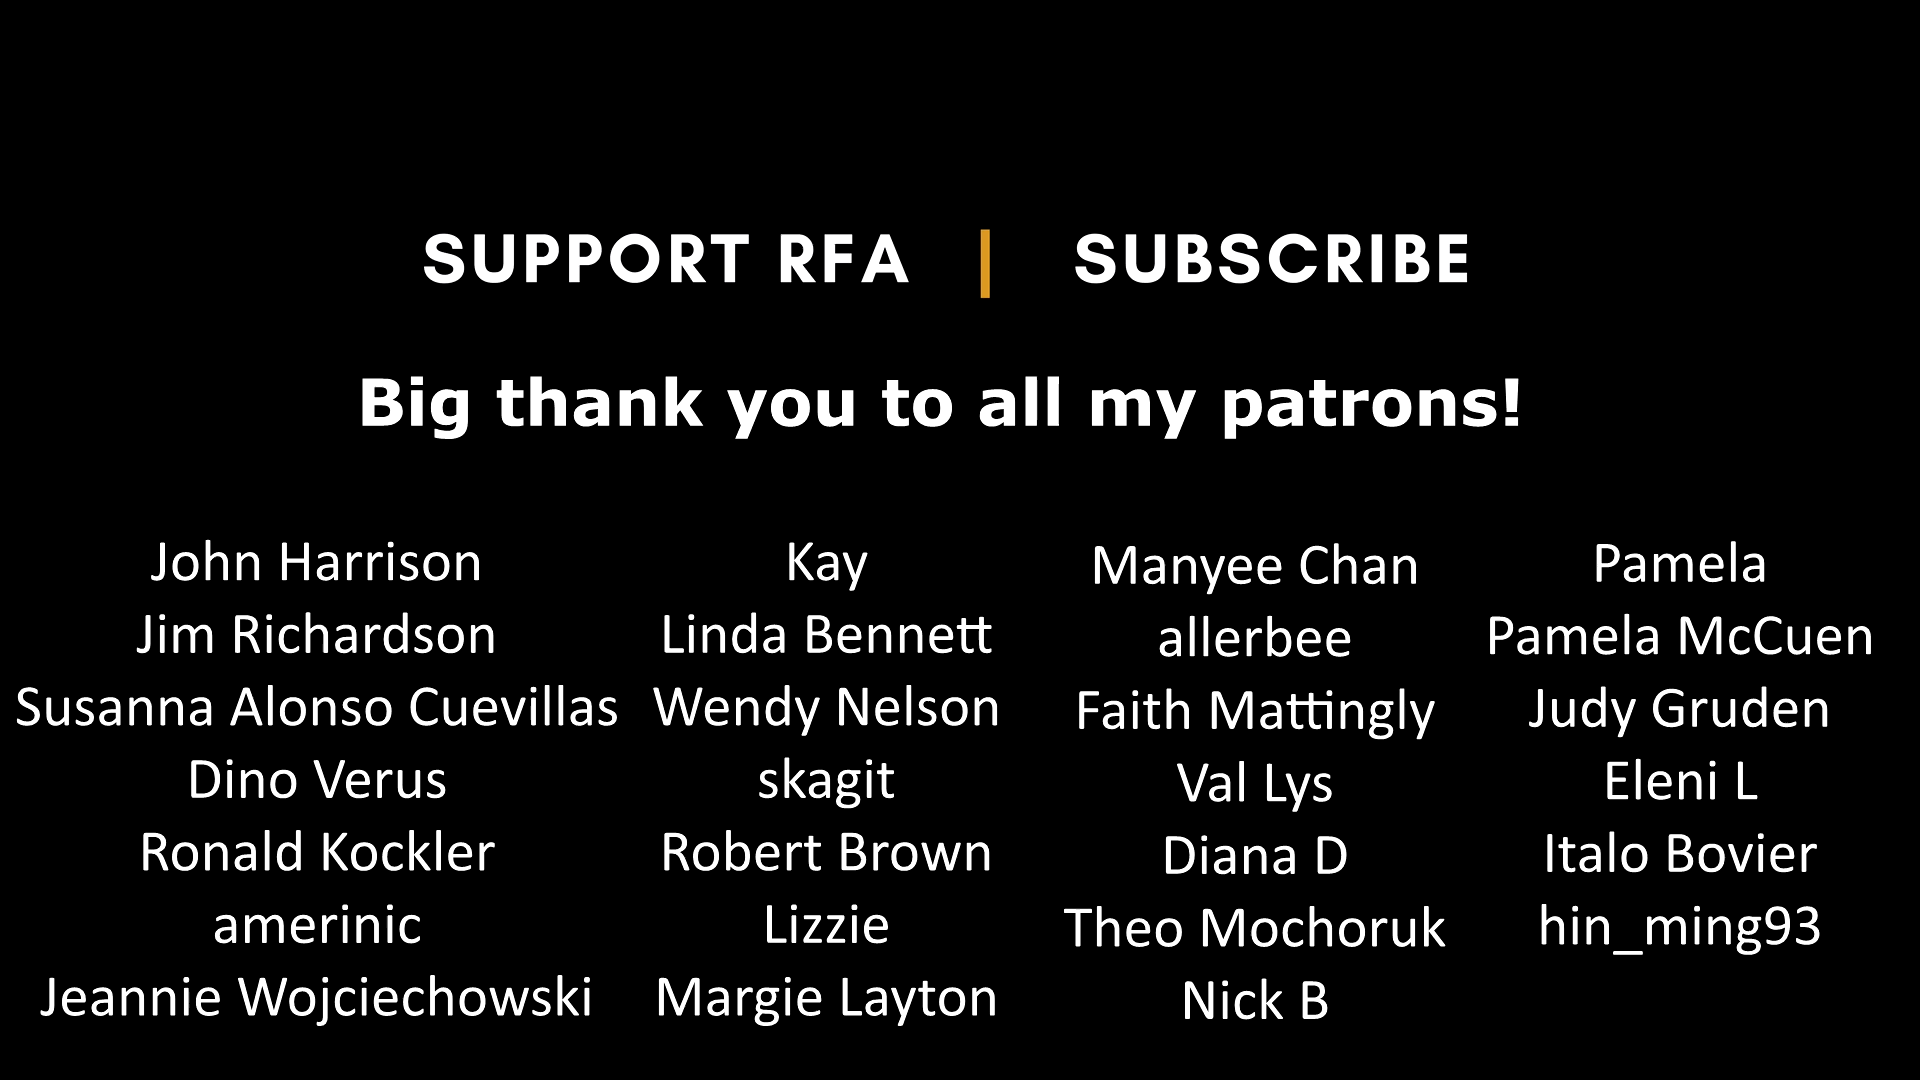 SUPPORT RFA | SUBSCRIBE
Big thank you to all my patrons!
John Harrison
Jim Richardson
Susanna Alonso Cuevillas
Dino Verus
Ronald Kockler
amerinic
Jeannie Wojciechowski
Kay
Linda Bennett
Wendy Nelson
skagit
Robert Brown
Lizzie
Margie Layton
Manyee Chan
allerbee
Faith Mattingly
Val Lys
Diana D
Theo Mochoruk
Nick B
Pamela
Pamela McCuen
Judy Gruden
Eleni L
Italo Bovier
hin_ming93